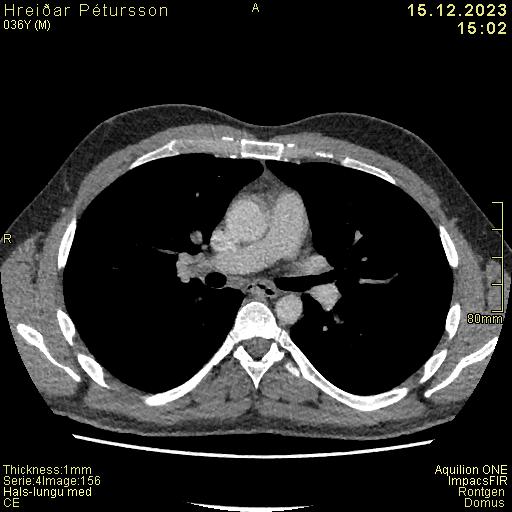 Hreiðar Pétursson
036Y (M)
A
15.12.2023
15:02
R
80mm
Thickness:1mm
Serie:4Image:156
Hals-lungu med
CE
Aquilion ONE
ImpacsFIR
Rontgen
Domus